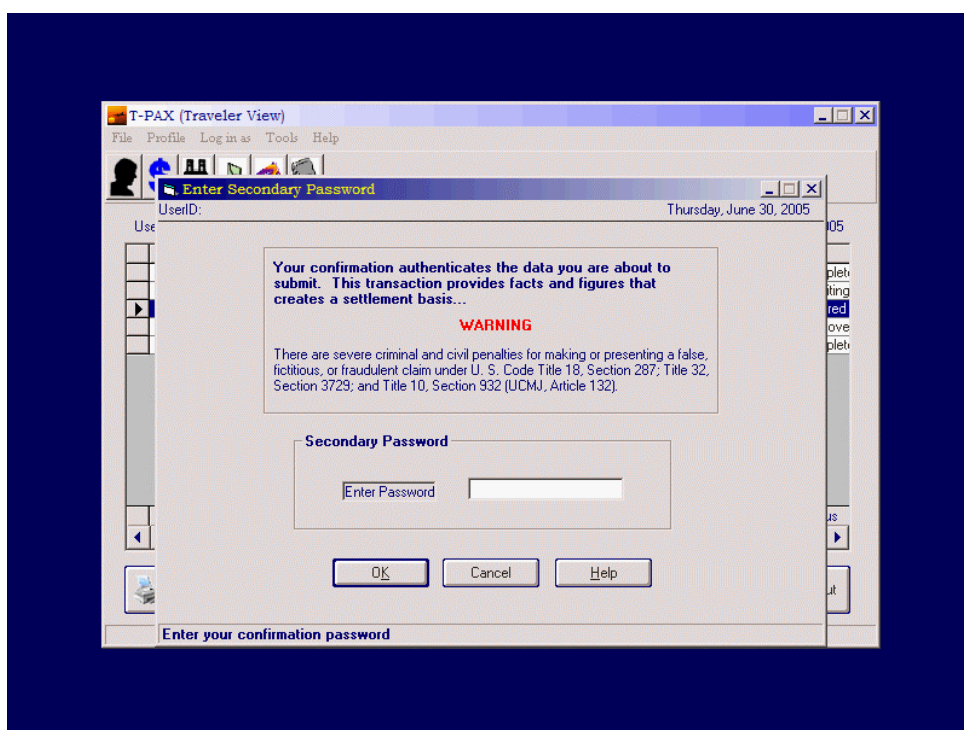 T-PAX (Traveler View)
File Profile Log in as Tools Help
Enter Secondary Password
UserID: Thursday, June 30, 2005
Your confirmation authenticates the data you are about to
submit. This transaction provides facts and figures that
creates a settlement basis...
WARNING
There are severe criminal and civil penalties for making or presenting a false,
fictitious, or fraudulent claim under U. S. Code Title 18, Section 287; Title 32,
Section 3729; and Title 10, Section 932 (UCMJ, Article 132).
Secondary Password
Enter Password
OK Cancel Help
Enter your confirmation password